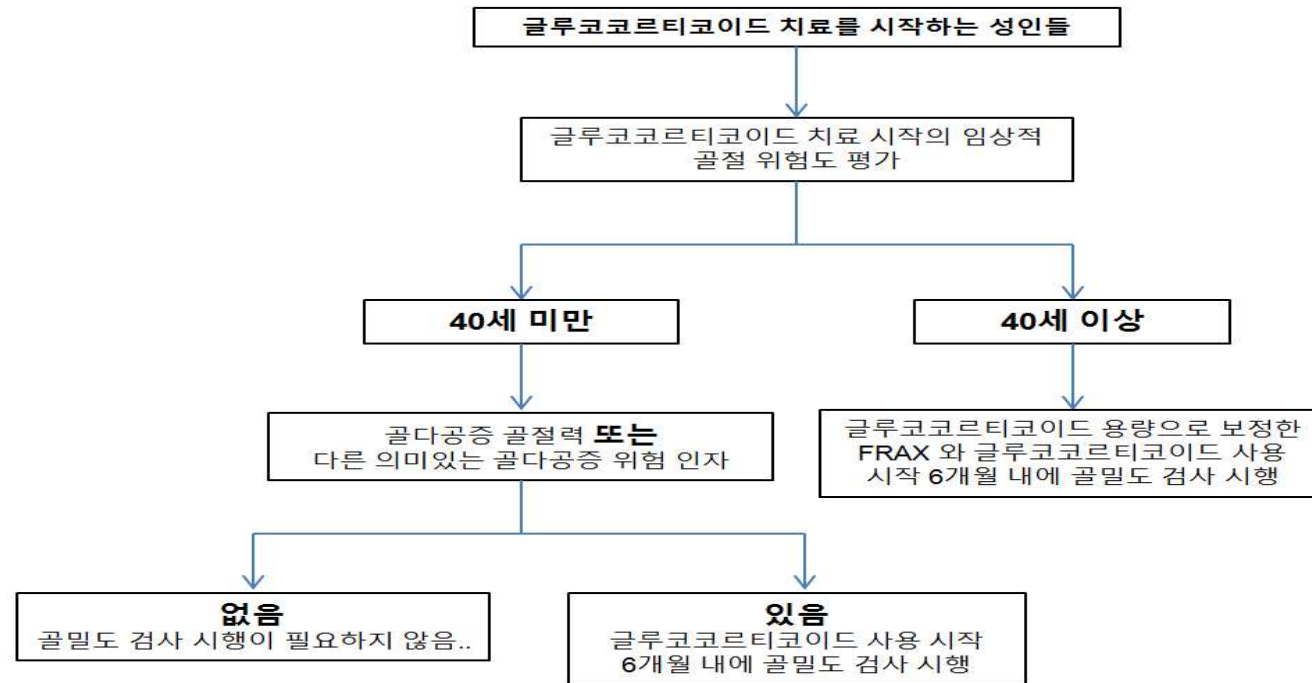 글루코코르티코이드 치료를 시작하는 성인들
글루코코르티코이드 치료 시작의 임상적
골절 위험도 평가
40세 미만
40세 이상
골다공증 골절력 또는
다른 의미있는 골다공증 위험 인자
글루코코르티코이드 용량으로 보정한
FRAX 와 글루코코르티코이드 사용
시작 6개월 내에 골밀도 검사 시행
없음
골밀도 검사 시행이 필요하지 않음..
있음
글루코코르티코이드 사용 시작
6개월 내에 골밀도 검사 시행